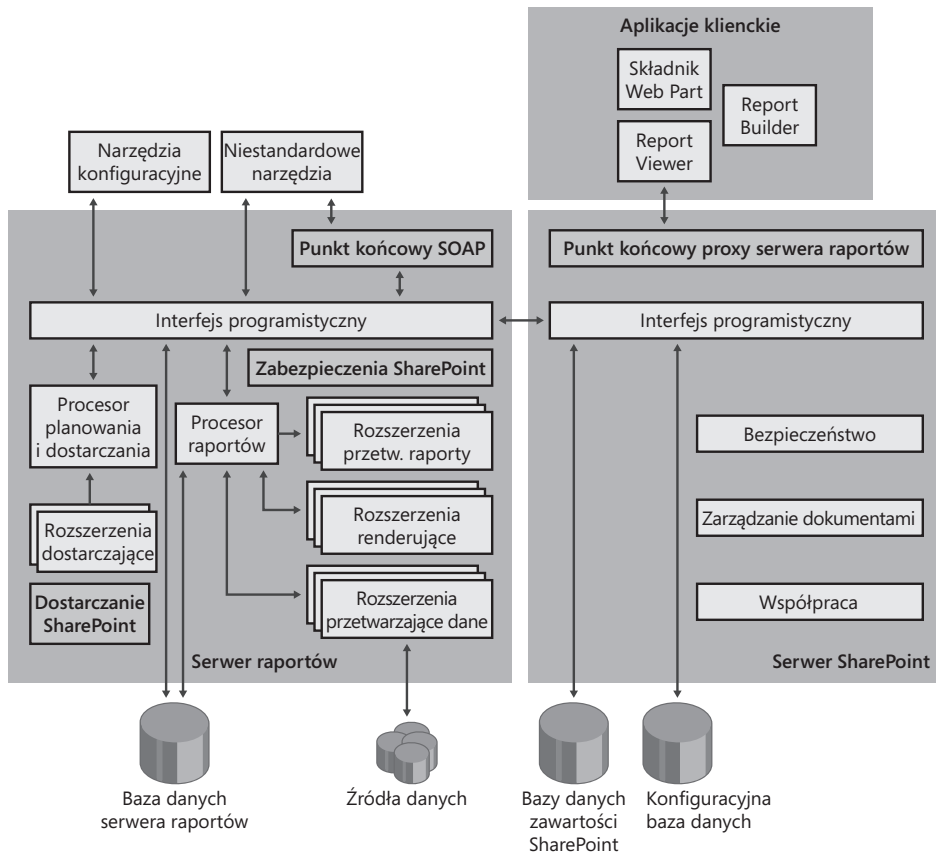 Aplikacje klienckie
Składnik
Web Part
Report
Builder
Report
Viewer
Narzędzia
konfiguracyjne
Niestandardowe
narzędzia
Punkt końcowy SOAP
Punkt końcowy proxy serwera raportów
Interfejs programistyczny
Interfejs programistyczny
Zabezpieczenia SharePoint
Procesor
planowania
i dostarczania
Procesor
raportów
Rozszerzenia
przetw. raporty
Bezpieczeństwo
Rozszerzenia
renderujące
Zarządzanie dokumentami
Rozszerzenia
dostarczające
Rozszerzenia
przetwarzające dane
Współpraca
Dostarczanie
SharePoint
Serwer raportów
Serwer SharePoint
Baza danych
serwera raportów
Źródła danych
Bazy danych
zawartości
SharePoint
Konfiguracyjna
baza danych